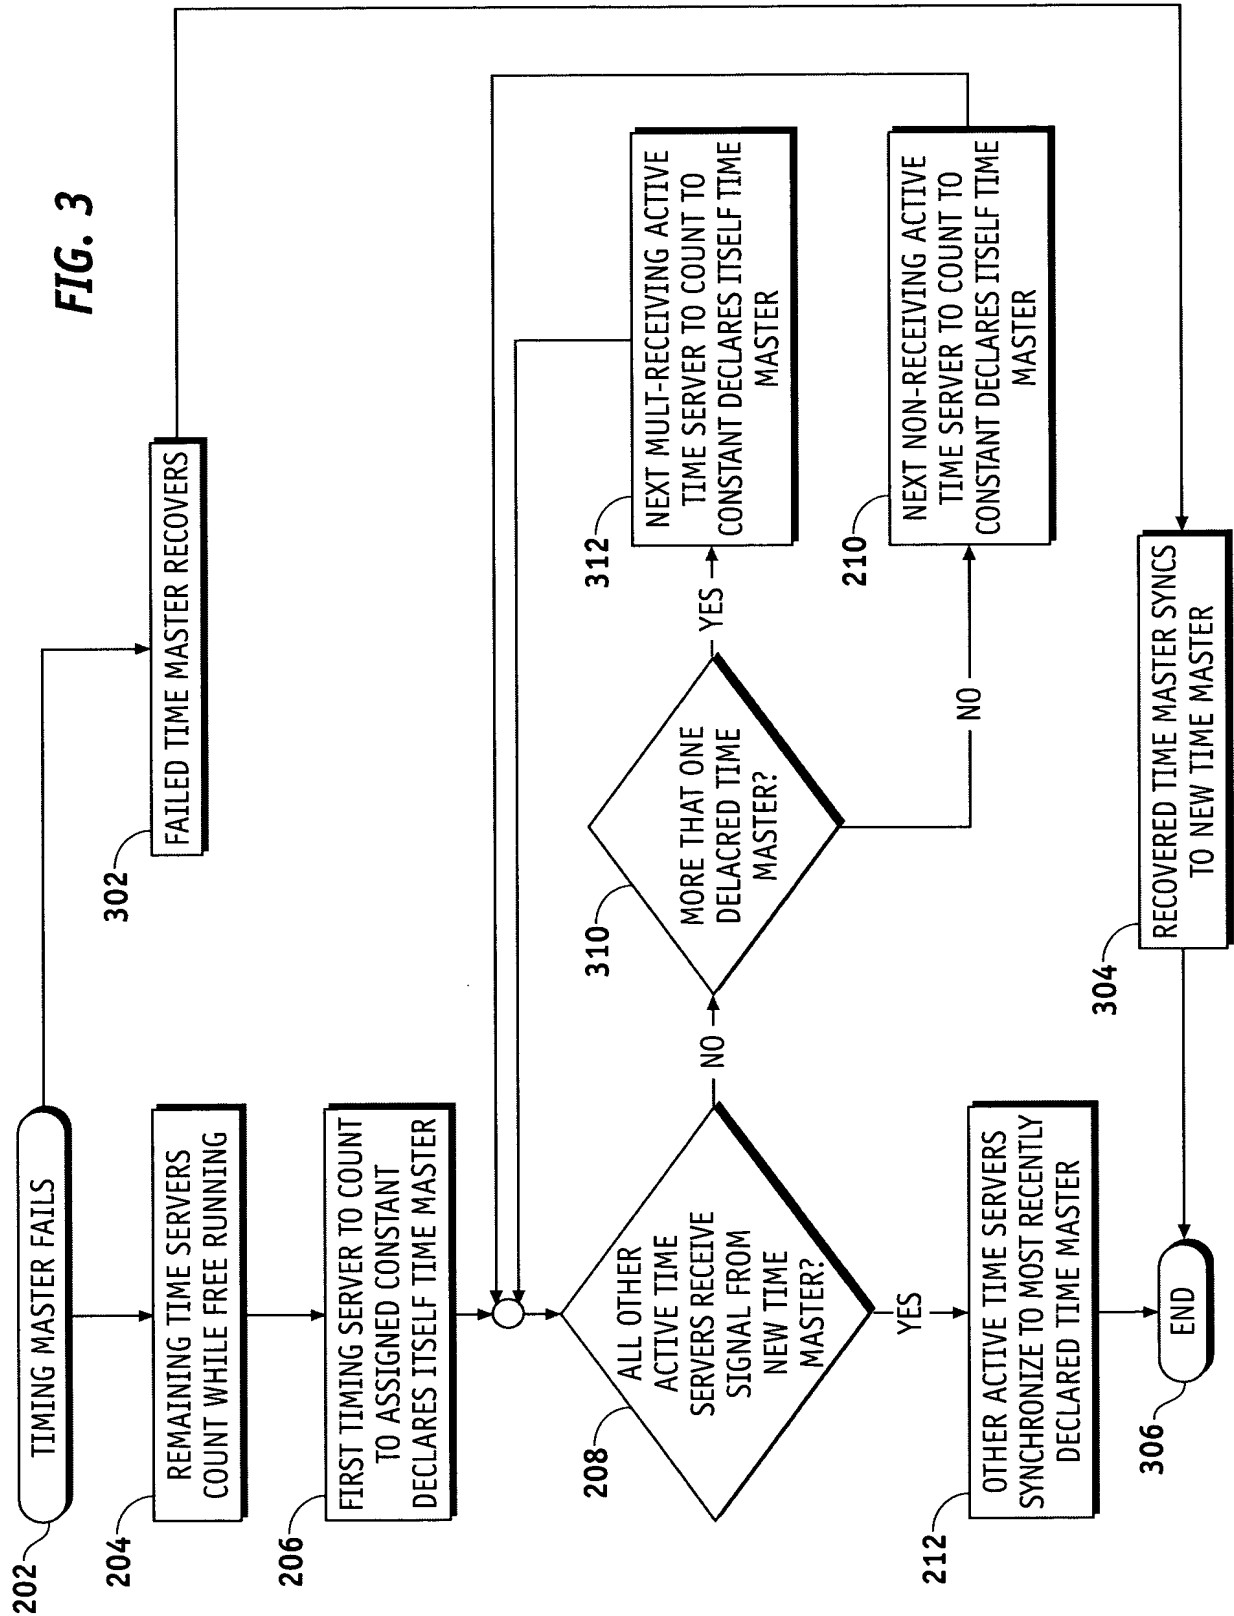 FIG. 3
202
TIMING MASTER FAILS
204
REMAINING TIME SERVERS
COUNT WHILE FREE RUNNING
206
FIRST TIMING SERVER TO COUNT
TO ASSIGNED CONSTANT
DECLARES ITSELF TIME MASTER
302
FAILED TIME MASTER RECOVERS
208
ALL OTHER
ACTIVE TIME
SERVERS RECEIVE
SIGNAL FROM
NEW TIME
MASTER?
NO
YES
310
MORE THAT ONE
DELACRED TIME
MASTER?
YES
NO
312
NEXT MULT-RECEIVING ACTIVE
TIME SERVER TO COUNT TO
CONSTANT DECLARES ITSELF TIME
MASTER
210
NEXT NON-RECEIVING ACTIVE
TIME SERVER TO COUNT TO
CONSTANT DECLARES ITSELF TIME
MASTER
212
OTHER ACTIVE TIME SERVERS
SYNCHRONIZE TO MOST RECENTLY
DECLARED TIME MASTER
304
RECOVERED TIME MASTER SYNCS
TO NEW TIME MASTER
306
END